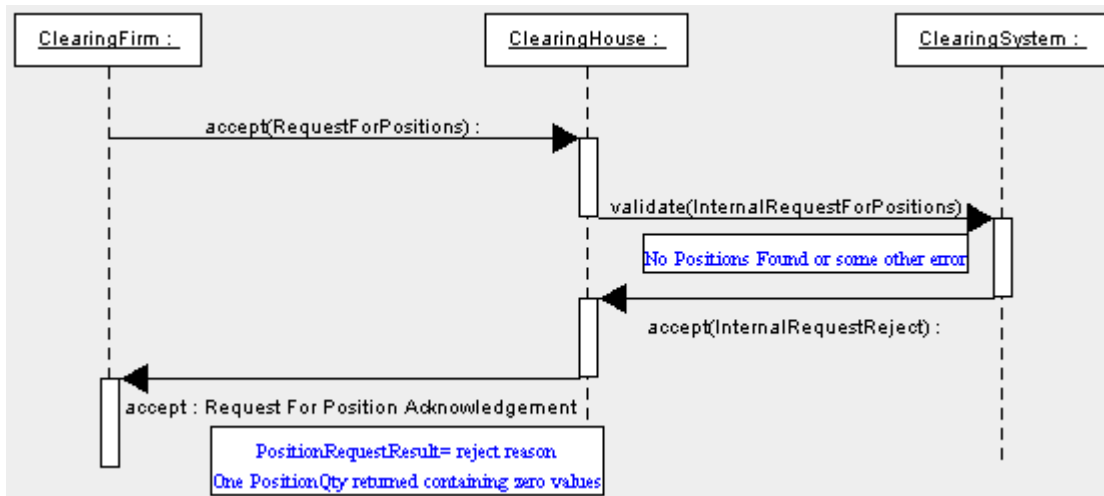 ClearingFirm :
ClearingHouse :
ClearingSystem :
accept(RequestForPositions) :
validate(InternalRequestForPositions)
No Positions Found or some other error
accept(InternalRequestReject) :
accept : Request For Position Acknowledgement
PositionRequestResult= reject reason
One PositionQty returned containing zero values